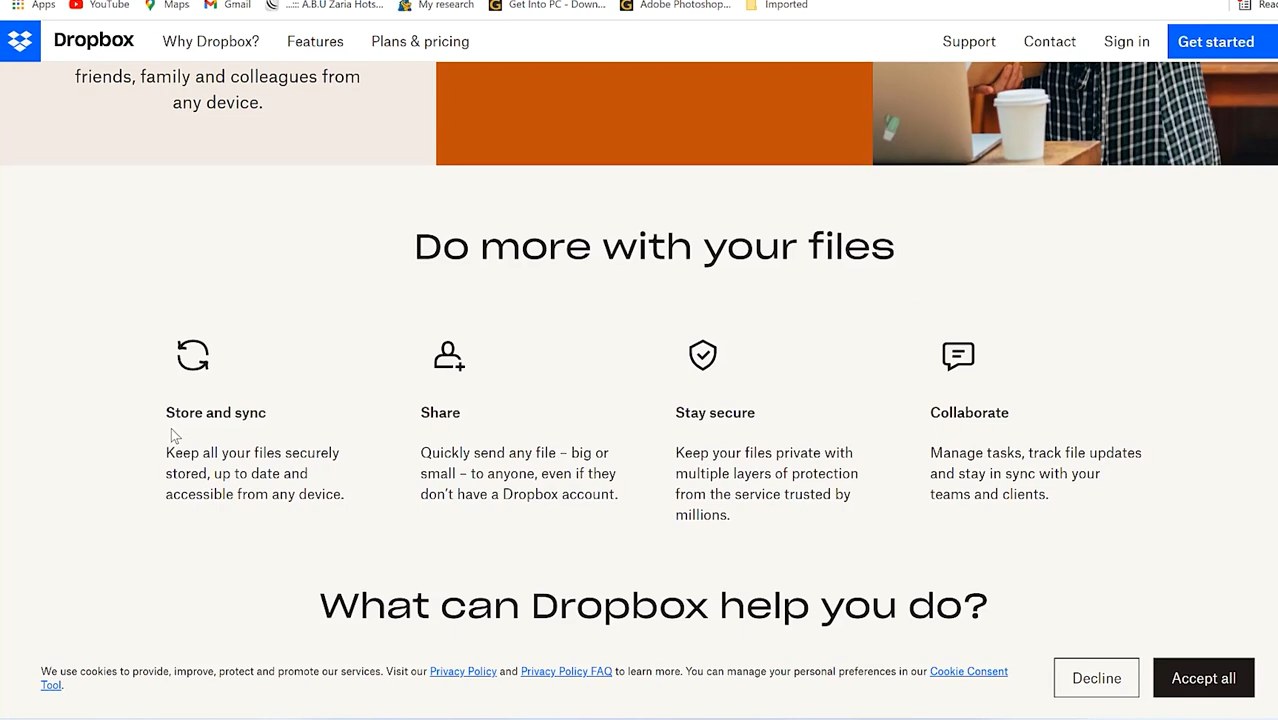 Apps YouTube Maps Gmail ..::: A.B.U Zaria Hots... My research Get Into PC - Down... Adobe Photoshop... Imported
Dropbox Why Dropbox? Features Plans & pricing Support Contact Sign in Get started
friends, family and colleagues from
any device.
Do more with your files
Store and sync
Keep all your files securely
stored, up to date and
accessible from any device.
Share
Quickly send any file – big or
small – to anyone, even if they
don’t have a Dropbox account.
Stay secure
Keep your files private with
multiple layers of protection
from the service trusted by
millions.
Collaborate
Manage tasks, track file updates
and stay in sync with your
teams and clients.
What can Dropbox help you do?
We use cookies to provide, improve, protect and promote our services. Visit our Privacy Policy and Privacy Policy FAQ to learn more. You can manage your personal preferences in our Cookie Consent
Tool.
Decline
Accept all